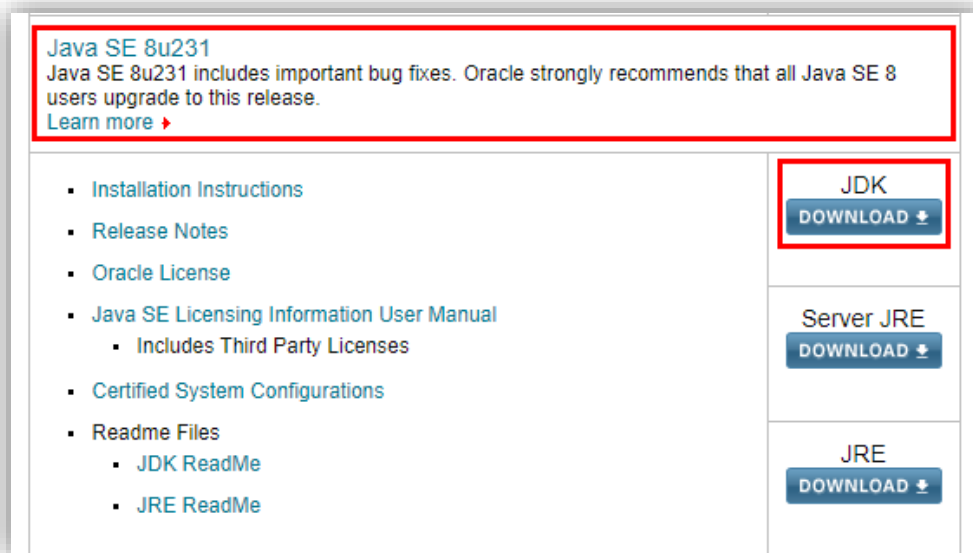 Java SE 8u231
Java SE 8u231 includes important bug fixes. Oracle strongly recommends that all Java SE 8
users upgrade to this release.
Learn more
Installation Instructions
Release Notes
Oracle License
Java SE Licensing Information User Manual
Includes Third Party Licenses
Certified System Configurations
Readme Files
JDK ReadMe
JRE ReadMe
JDK
DOWNLOAD
Server JRE
DOWNLOAD
JRE
DOWNLOAD